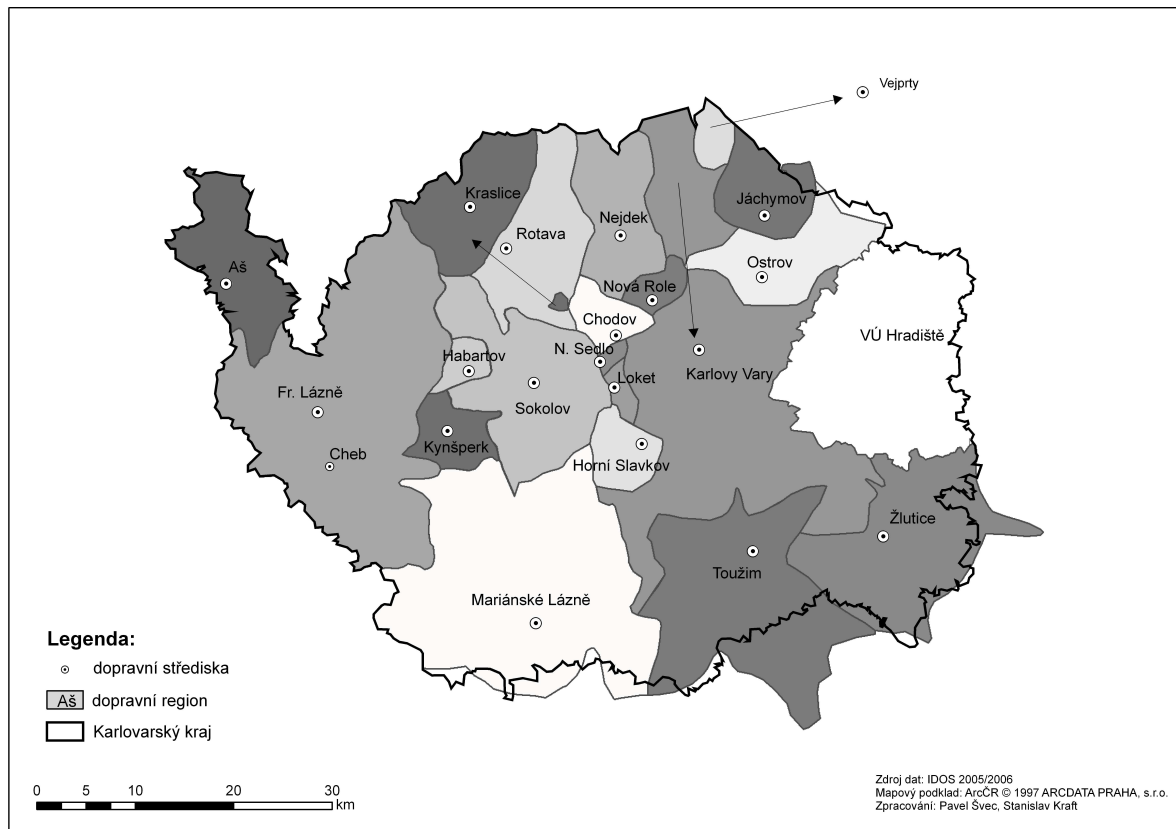 Vejprty
Kraslice
Jáchymov
Nejdek
Rotava
Ostrov
Aš
Nová Role
Chodov
VÚ Hradiště
N. Sedlo
Habartov
Karlovy Vary
Loket
Fr. Lázně
Sokolov
Kynšperk
Cheb
Horní Slavkov
Žlutice
Toužim
Mariánské Lázně
Legenda:
dopravní střediska
Aš dopravní region
Karlovarský kraj
0 5 10 20 30
km
Zdroj dat: IDOS 2005/2006
Mapový podklad: ArcČR © 1997 ARCDATA PRAHA, s.r.o.
Zpracování: Pavel Švec, Stanislav Kraft